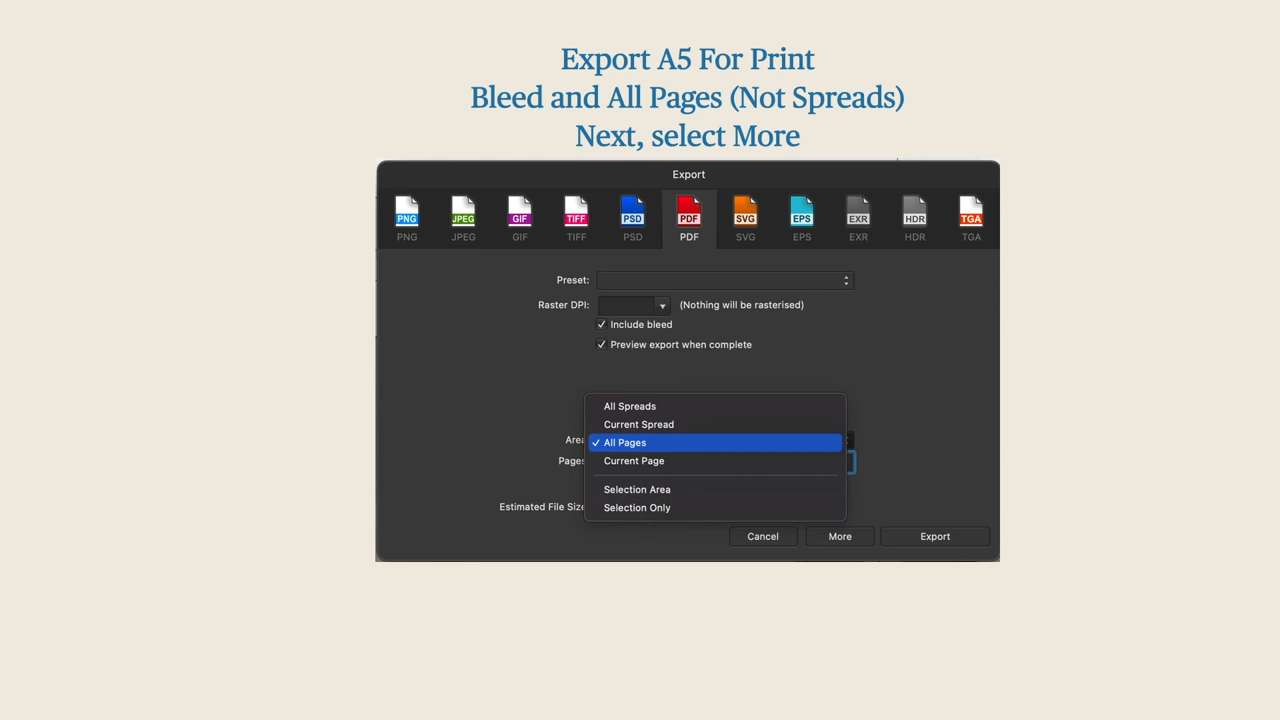 Export A5 For Print
Bleed and All Pages (Not Spreads)
Next, select More
Export
PNG JPEG GIF TIFF PSD PDF SVG EPS EXR HDR TGA
PNG JPEG GIF TIFF PSD PDF SVG EPS EXR HDR TGA
Preset:
Raster DPI: (Nothing will be rasterised)
Include bleed
Preview export when complete
All Spreads
Current Spread
Area
All Pages
Pages
Current Page
Selection Area
Estimated File Size
Selection Only
Cancel More Export